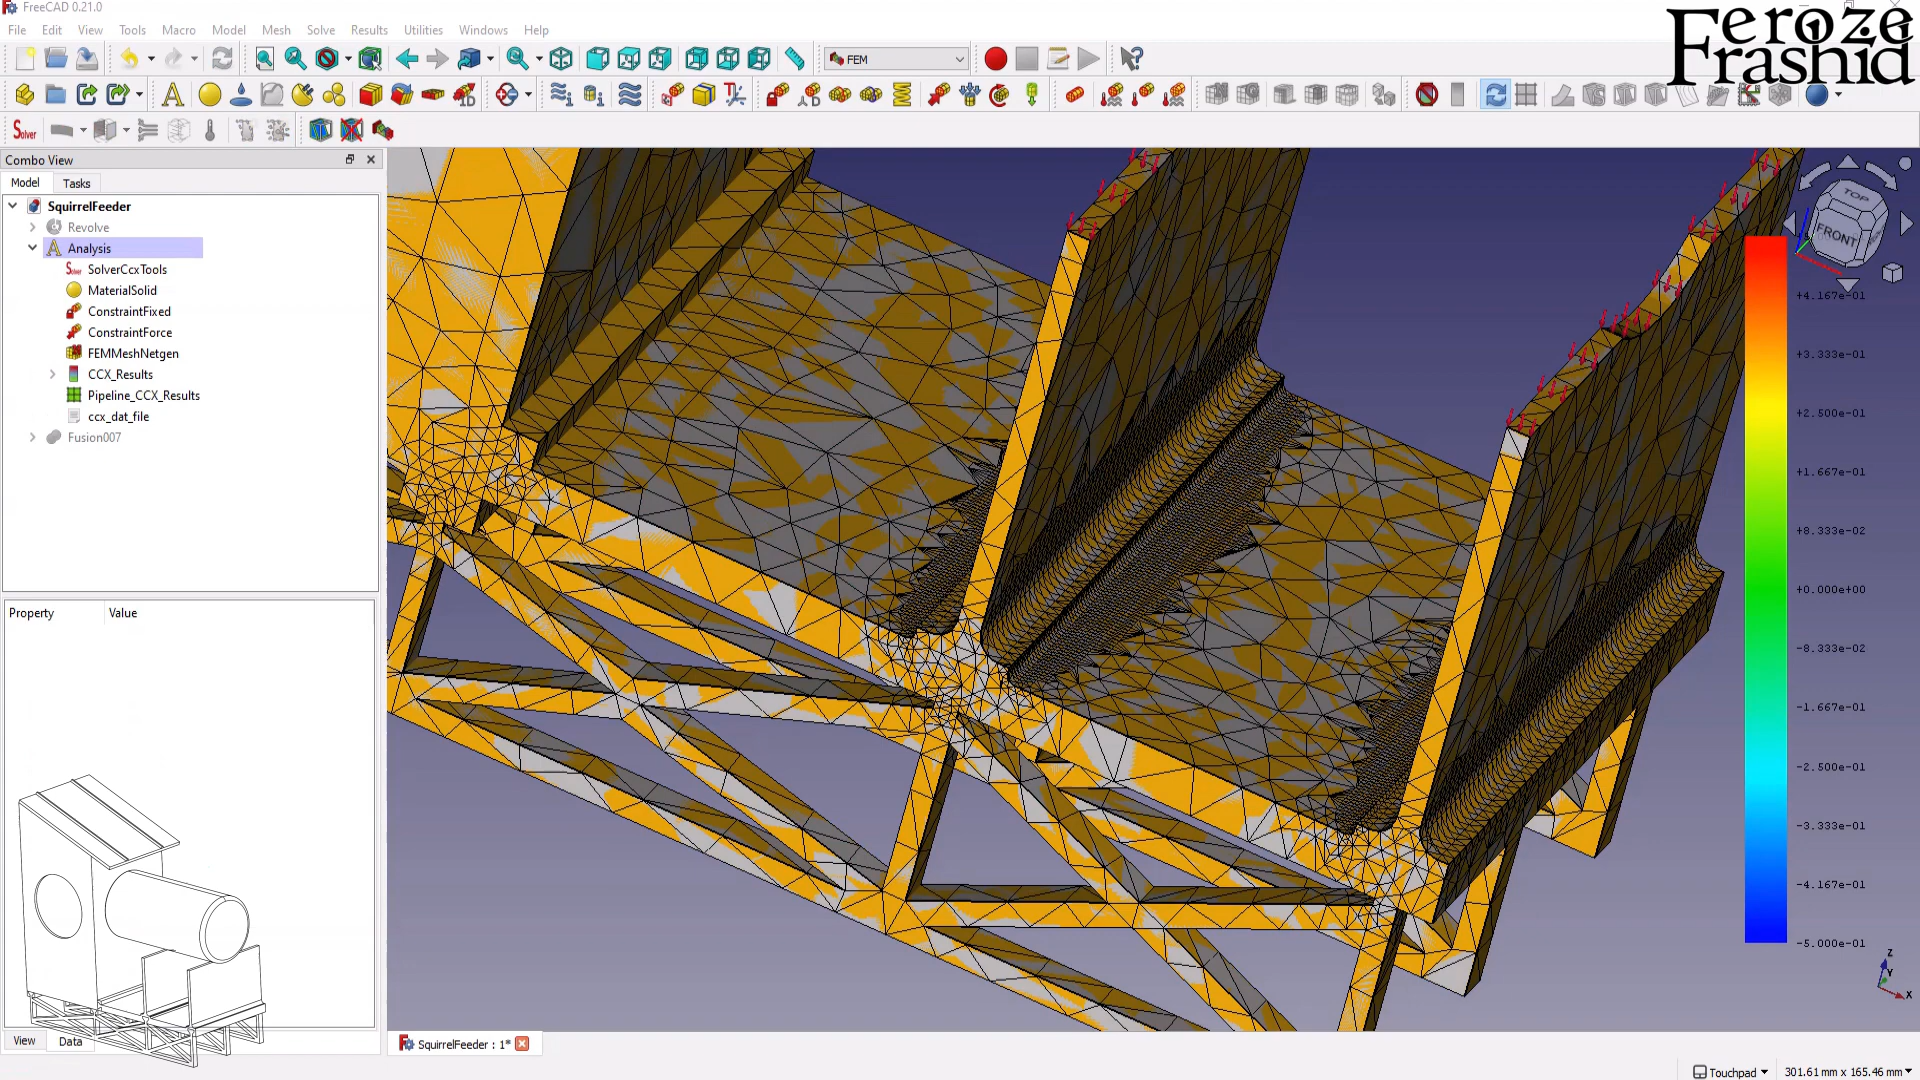 FreeCAD 0.21.0
Feroze
Frashid
File Edit View Tools Macro Model Mesh Solve Results Utilities Windows Help
FEM
Solver
Combo View
Model Tasks
SquirrelFeeder
Revolve
Analysis
SolverCcxTools
MaterialSolid
ConstraintFixed
ConstraintForce
FEMMeshNetgen
CCX_Results
Pipeline_CCX_Results
ccx_dat_file
Fusion007
Property Value
TOP
FRONT
+4.167e-01
+3.333e-01
+2.500e-01
+1.667e-01
+8.333e-02
+0.000e+00
-8.333e-02
-1.667e-01
-2.500e-01
-3.333e-01
-4.167e-01
-5.000e-01
Z
Y
X
View Data
SquirrelFeeder : 1*
Touchpad 301.61 mm x 165.46 mm